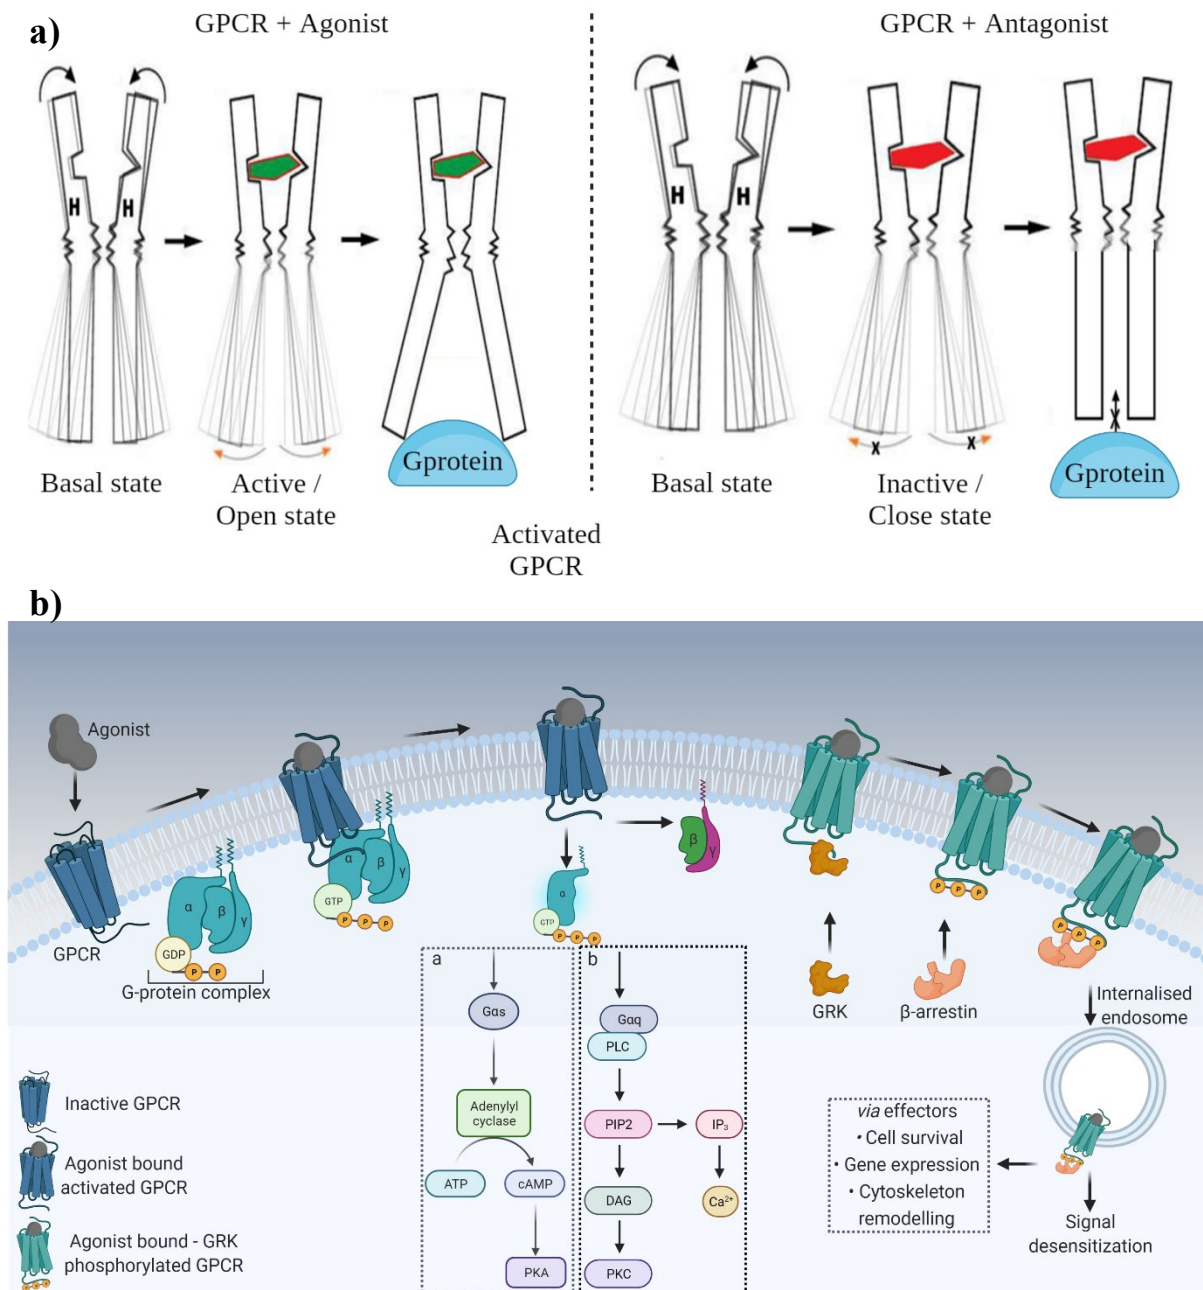 a)
GPCR + Agonist
H
H
Basal state
Active /
Open state
Gprotein
GPCR + Antagonist
H
H
Basal state
X
X
Inactive /
Close state
Gprotein
Activated
GPCR
b)
Agonist
GPCR
α
β
γ
GDP
P
P
G-protein complex
α
β
γ
GTP
P
P
P
α
GTP
P
P
P
β
γ
GRK
P
P
P
β-arrestin
P
P
P
Internalised
endosome
a
Gαs
Adenylyl
cyclase
ATP
cAMP
PKA
b
Gαq
PLC
PIP2
IP₃
DAG
Ca²⁺
PKC
via effectors
• Cell survival
• Gene expression
• Cytoskeleton
remodelling
Signal
desensitization
Inactive GPCR
Agonist bound
activated GPCR
Agonist bound - GRK
phosphorylated GPCR
P
P
P